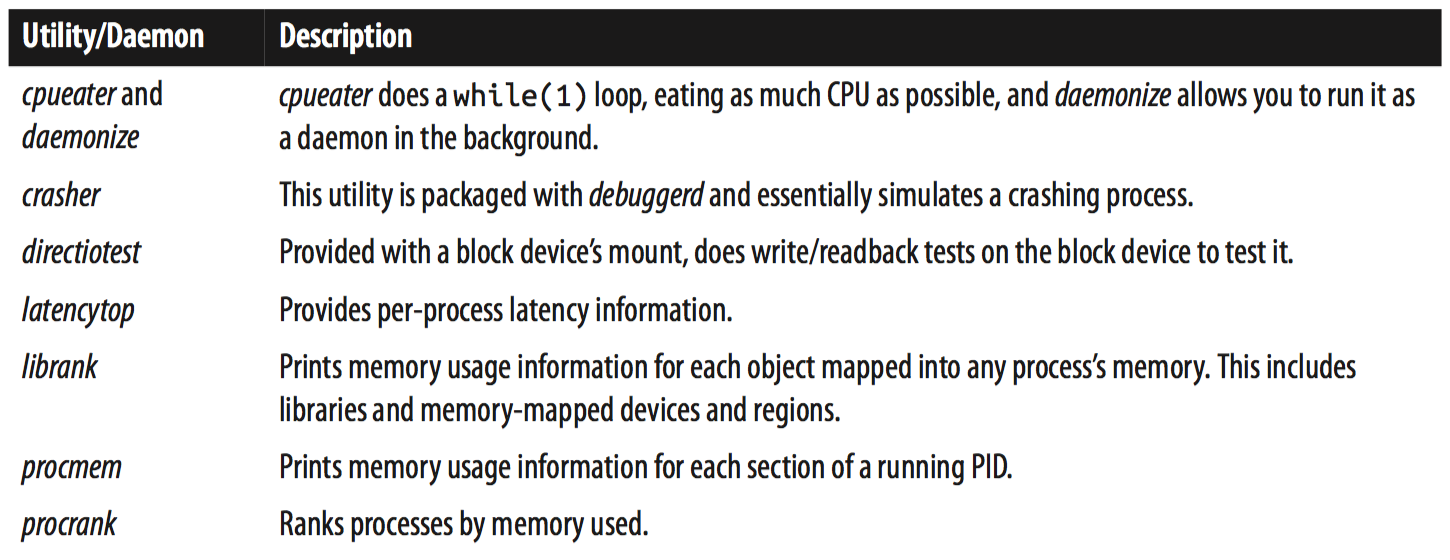 Utility/Daemon Description
cpueater and cpueater does a while(1) loop, eating as much CPU as possible, and daemonize allows you to run it as
daemonize a daemon in the background.
crasher This utility is packaged with debuggerd and essentially simulates a crashing process.
directiotest Provided with a block device’s mount, does write/readback tests on the block device to test it.
latencytop Provides per-process latency information.
librank Prints memory usage information for each object mapped into any process’s memory. This includes
libraries and memory-mapped devices and regions.
procmem Prints memory usage information for each section of a running PID.
procrank Ranks processes by memory used.